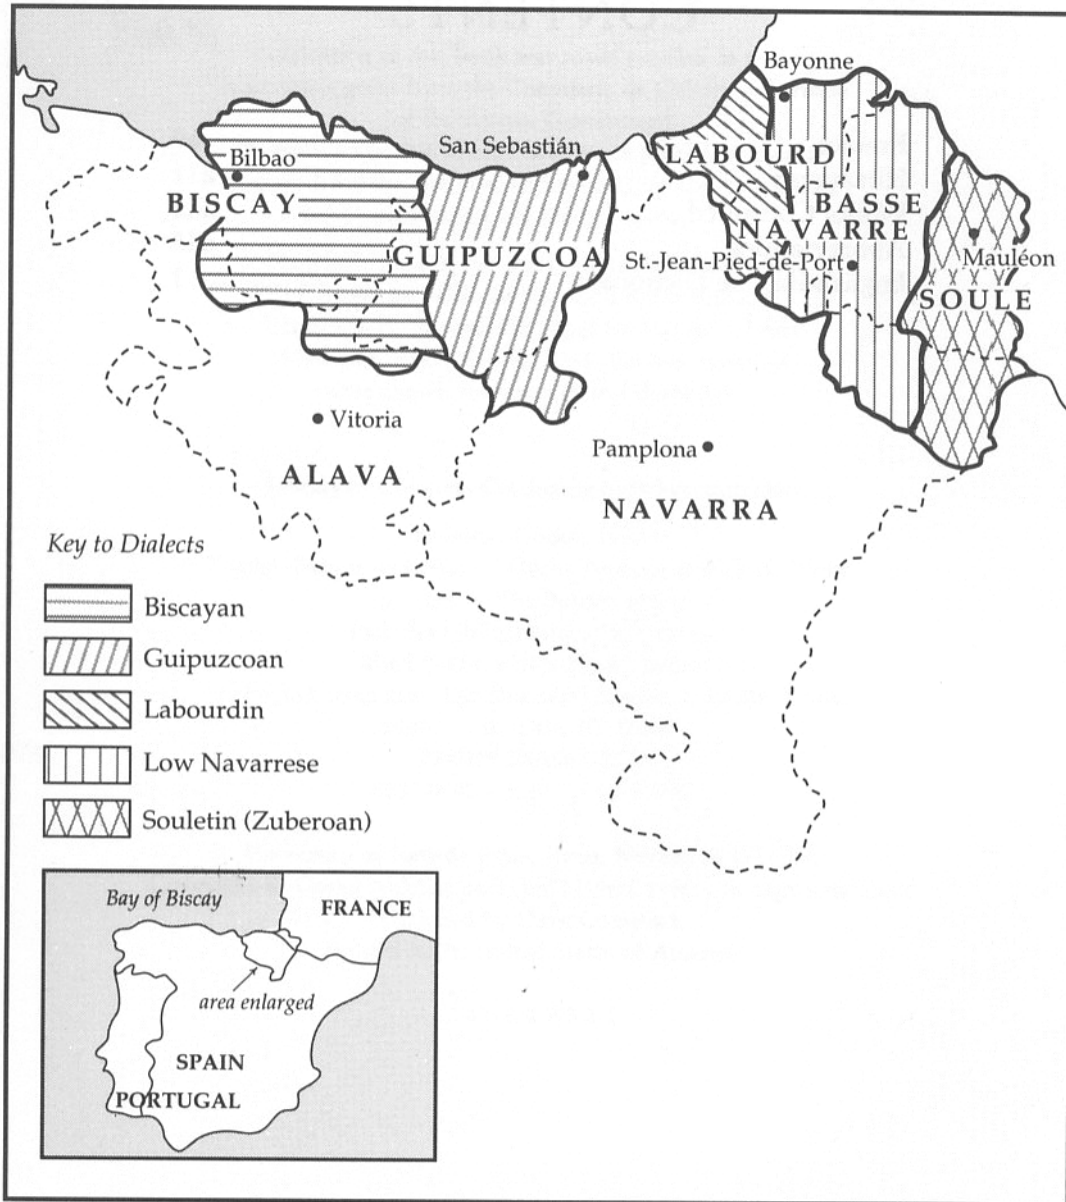 Bayonne
San Sebastián
Bilbao
LABOURD
BISCAY
BASSE
NAVARRE
GUIPUZCOA
St.-Jean-Pied-de-Port
Mauléon
SOULE
Vitoria
Pamplona
ALAVA
NAVARRA
Key to Dialects
Biscayan
Guipuzcoan
Labourdin
Low Navarrese
Souletin (Zuberoan)
Bay of Biscay
FRANCE
area enlarged
SPAIN
PORTUGAL